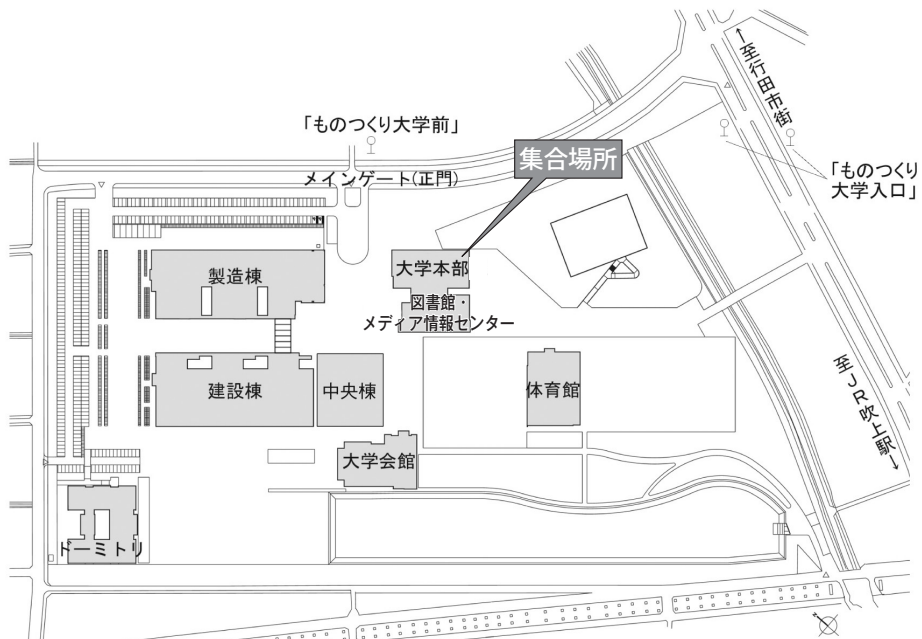 ←至行田市街
「ものつくり大学前」
集合場所
メインゲート(正門)
「ものつくり
大学入口」
大学本部
製造棟
図書館・
メディア情報センター
建設棟
中央棟
体育館
至JR吹上駅→
大学会館
ドーミトリ